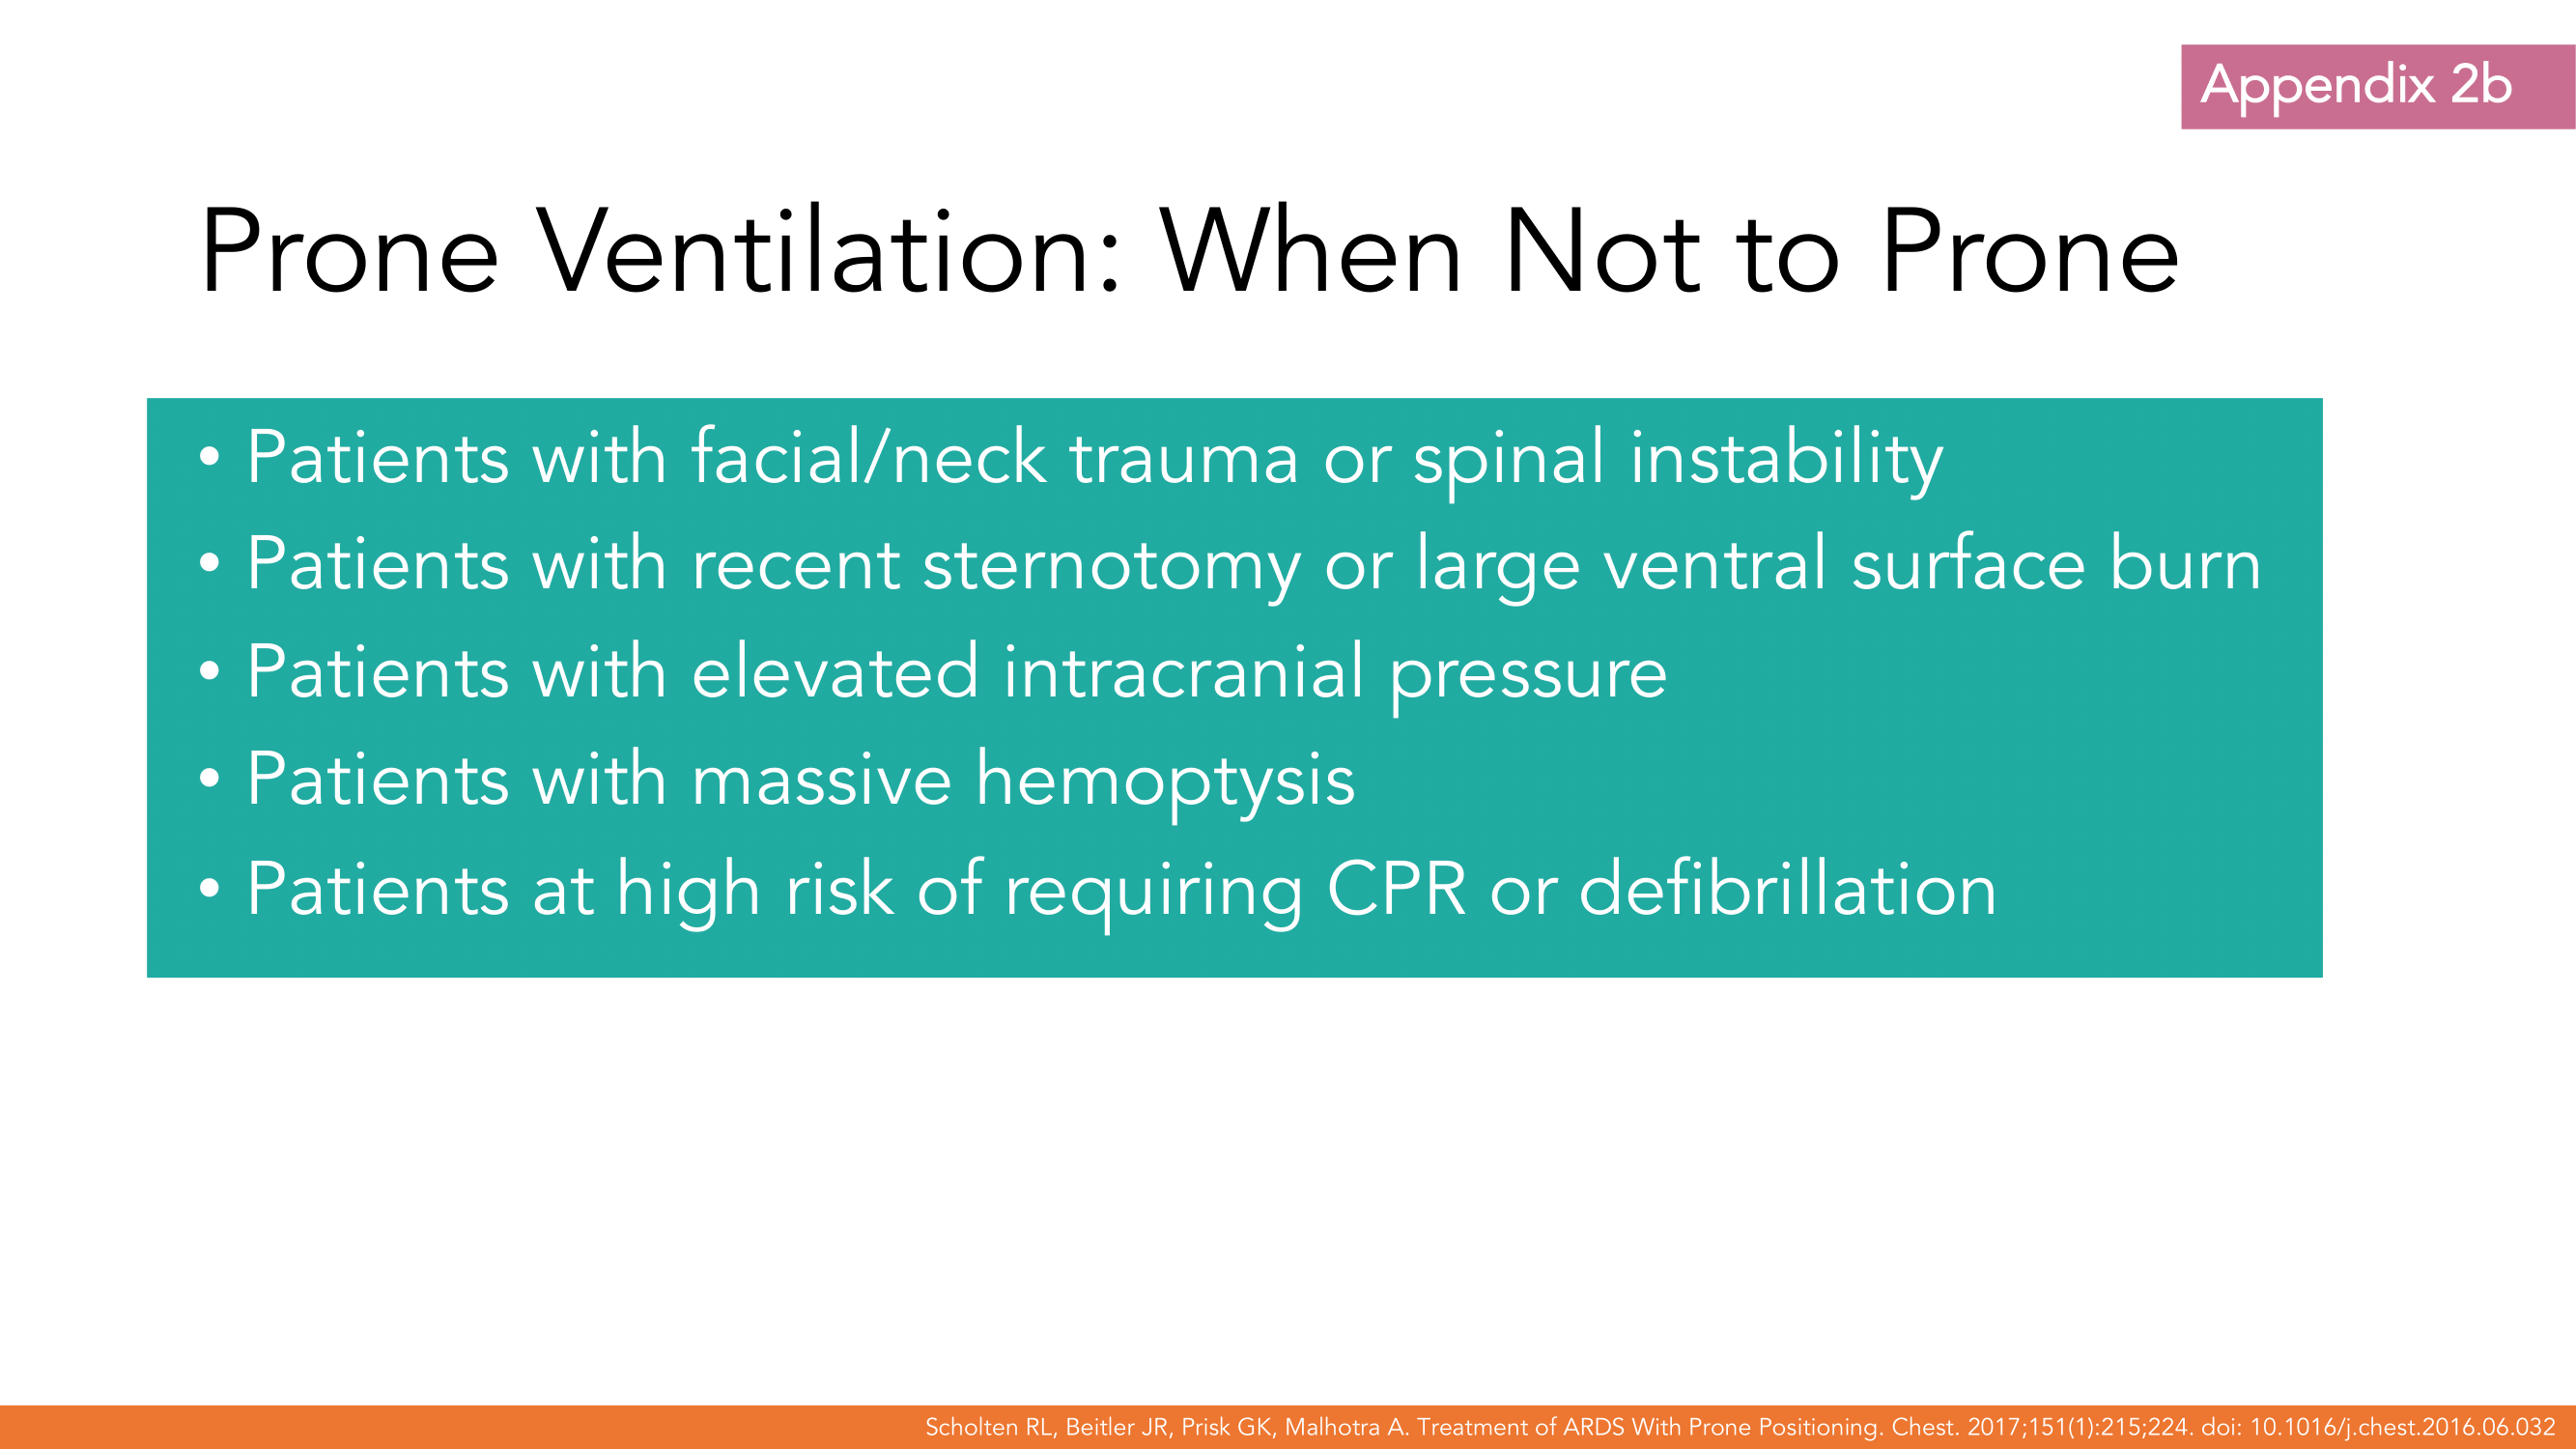 Appendix 2b
Prone Ventilation: When Not to Prone
• Patients with facial/neck trauma or spinal instability
• Patients with recent sternotomy or large ventral surface burn
• Patients with elevated intracranial pressure
• Patients with massive hemoptysis
• Patients at high risk of requiring CPR or defibrillation
Scholten RL, Beitler JR, Prisk GK, Malhotra A. Treatment of ARDS With Prone Positioning. Chest. 2017;151(1):215;224. doi: 10.1016/j.chest.2016.06.032